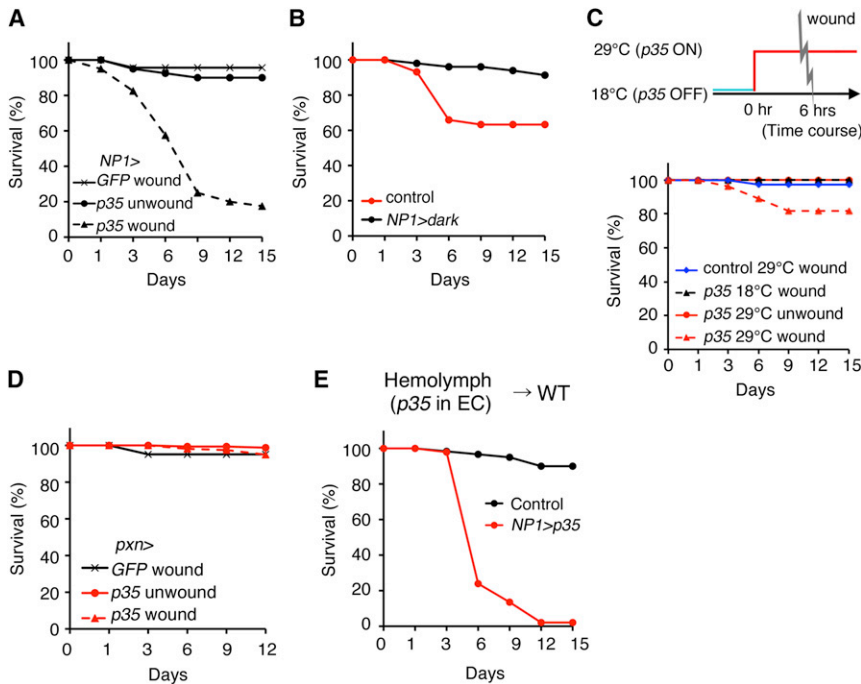 A
Survival (%)
100
80
60
40
20
0
NP1>
GFP wound
p35 unwound
p35 wound
0 1 3 6 9 12 15
Days
B
Survival (%)
100
80
60
40
20
0
control
NP1>dark
0 1 3 6 9 12 15
Days
C
wound
29°C (p35 ON)
18°C (p35 OFF)
0 hr 6 hrs
(Time course)
Survival (%)
100
80
60
40
20
0
control 29°C wound
p35 18°C wound
p35 29°C unwound
p35 29°C wound
0 1 3 6 9 12 15
Days
D
Survival (%)
100
80
60
40
20
0
pxn>
GFP wound
p35 unwound
p35 wound
0 1 3 6 9 12
Days
E
Hemolymph
(p35 in EC) → WT
Survival (%)
100
80
60
40
20
0
Control
NP1>p35
0 1 3 6 9 12 15
Days